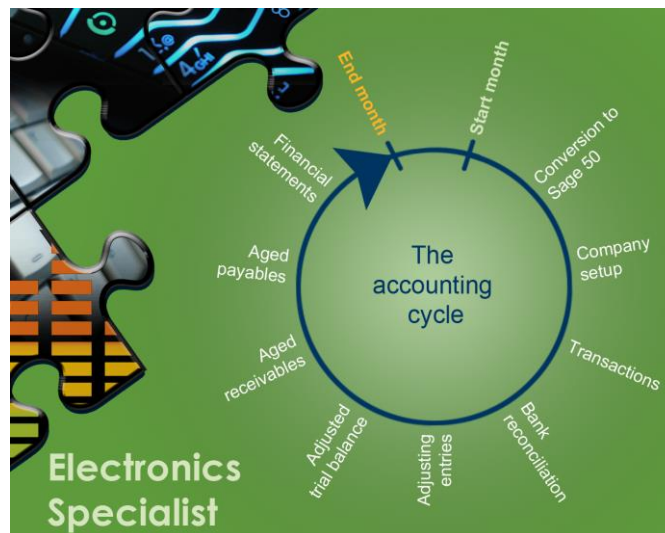 End month
Start month
Conversion to
Sage 50
Company
setup
Transactions
Bank
reconciliation
Adjusting
entries
Adjusted
trial balance
Aged
receivables
Aged
payables
Financial
statements
The
accounting
cycle
Electronics
Specialist
4GHI